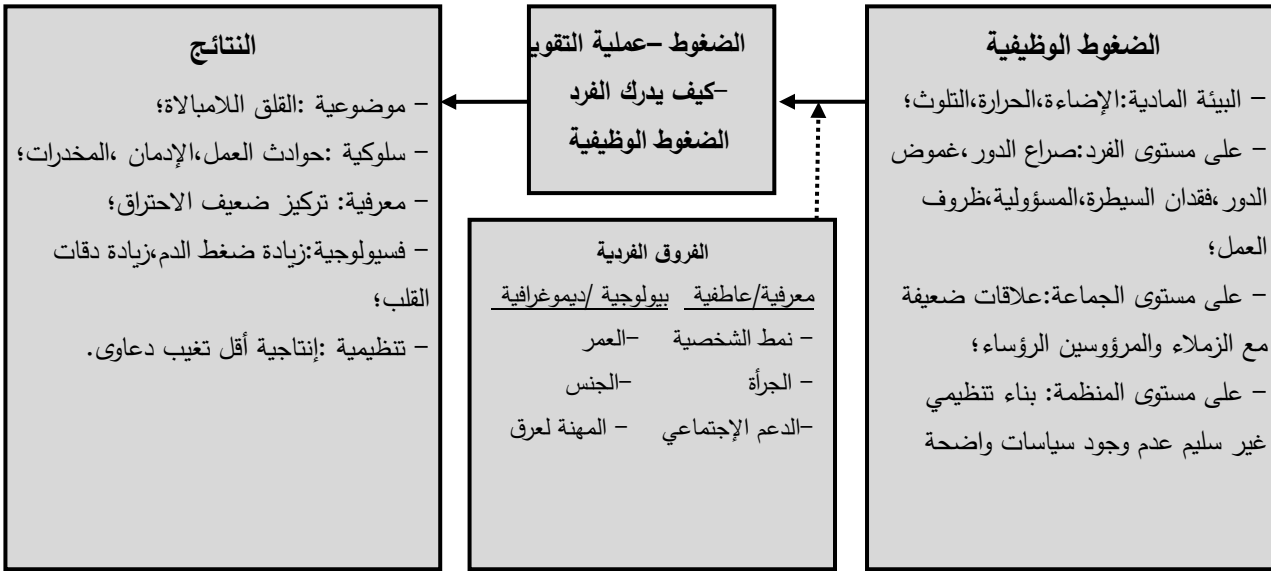 الضغوط الوظيفية
– البيئة المادية:الإضاءة،الحرارة،التلوث؛
– على مستوى الفرد:صراع الدور ،غموض
الدور ،فقدان السيطرة،المسؤولية،ظروف
العمل؛
– على مستوى الجماعة:علاقات ضعيفة
مع الزملاء والمرؤوسين الرؤساء؛
– على مستوى المنظمة: بناء تنظيمي
غير سليم عدم وجود سياسات واضحة
الضغوط –عملية التقوي
–كيف يدرك الفرد
الضغوط الوظيفية
الفروق الفردية
معرفية/عاطفية بيولوجية /ديموغرافية
– نمط الشخصية –العمر
– الجرأة –الجنس
–الدعم الإجتماعي – المهنة لعرق
النتائج
– موضوعية :القلق اللامبالاة؛
– سلوكية :حوادث العمل،الإدمان ،المخدرات؛
– معرفية: تركيز ضعيف الاحتراق؛
– فسيولوجية:زيادة ضغط الدم،زيادة دقات
القلب؛
– تنظيمية :إنتاجية أقل تغيب دعاوى.